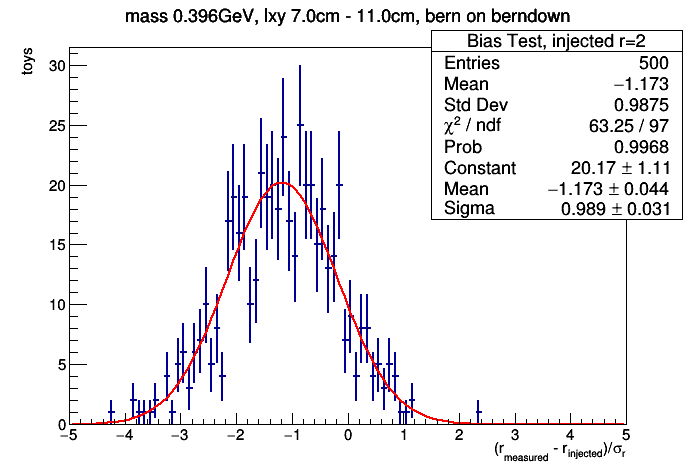 mass 0.396GeV, lxy 7.0cm - 11.0cm, bern on berndown
toys
Bias Test, injected r=2
Entries 500
Mean −1.173
Std Dev 0.9875
χ² / ndf 63.25 / 97
Prob 0.9968
Constant 20.17 ± 1.11
Mean −1.173 ± 0.044
Sigma 0.989 ± 0.031
30
25
20
15
10
5
0
−5 −4 −3 −2 −1 0 1 2 3 4 5
(r_measured - r_injected)/σ_r